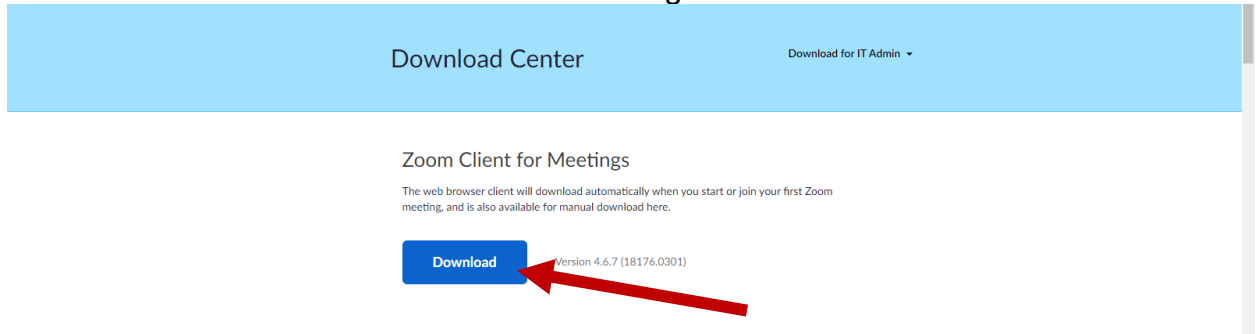 Download Center
Download for IT Admin
Zoom Client for Meetings
The web browser client will download automatically when you start or join your first Zoom
meeting, and is also available for manual download here.
Download
Version 4.6.7 (18176.0301)